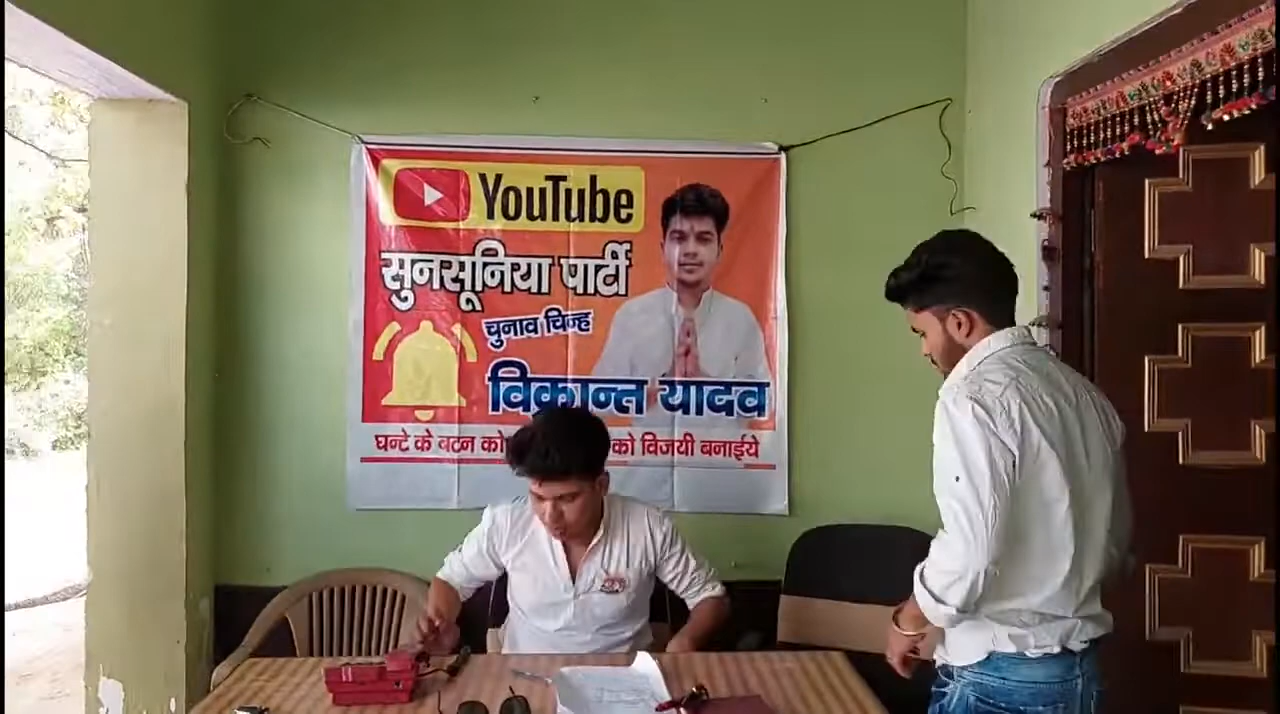 YouTube
सुनसूनिया पार्टी
चुनाव चिन्ह
विकान्त यादव
घन्टे के बटन को
को विजयी बनाईये